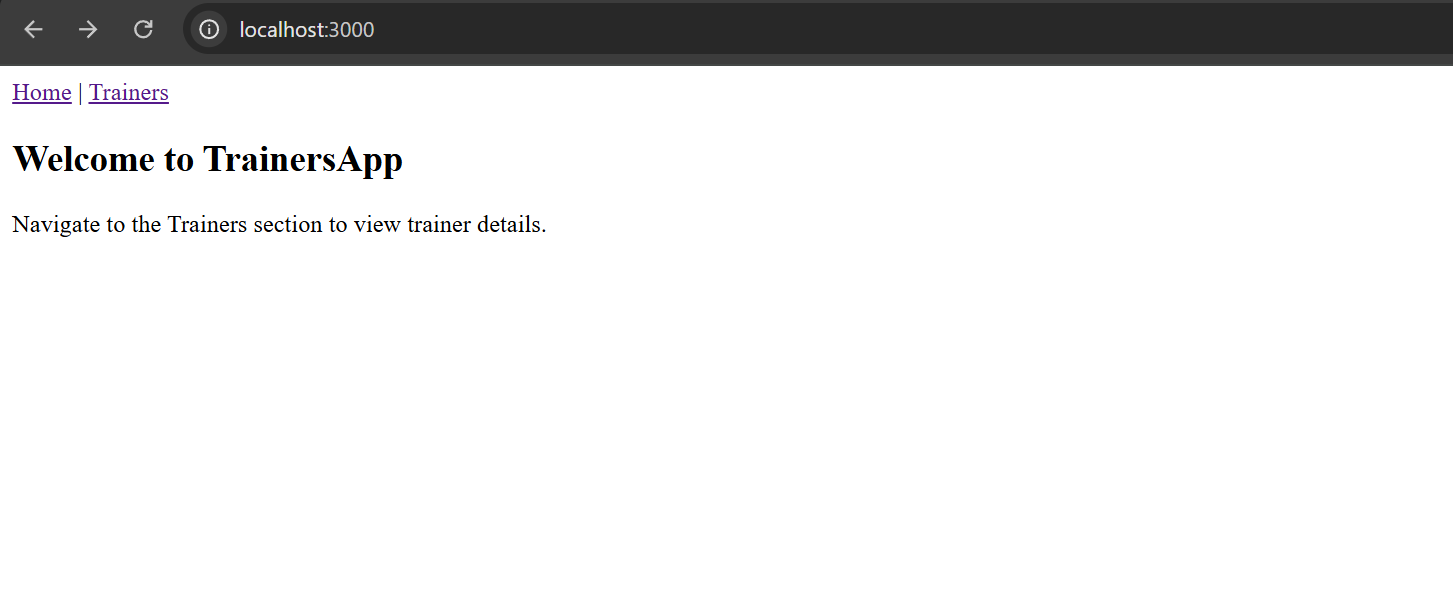 localhost:3000
Home | Trainers
Welcome to TrainersApp
Navigate to the Trainers section to view trainer details.